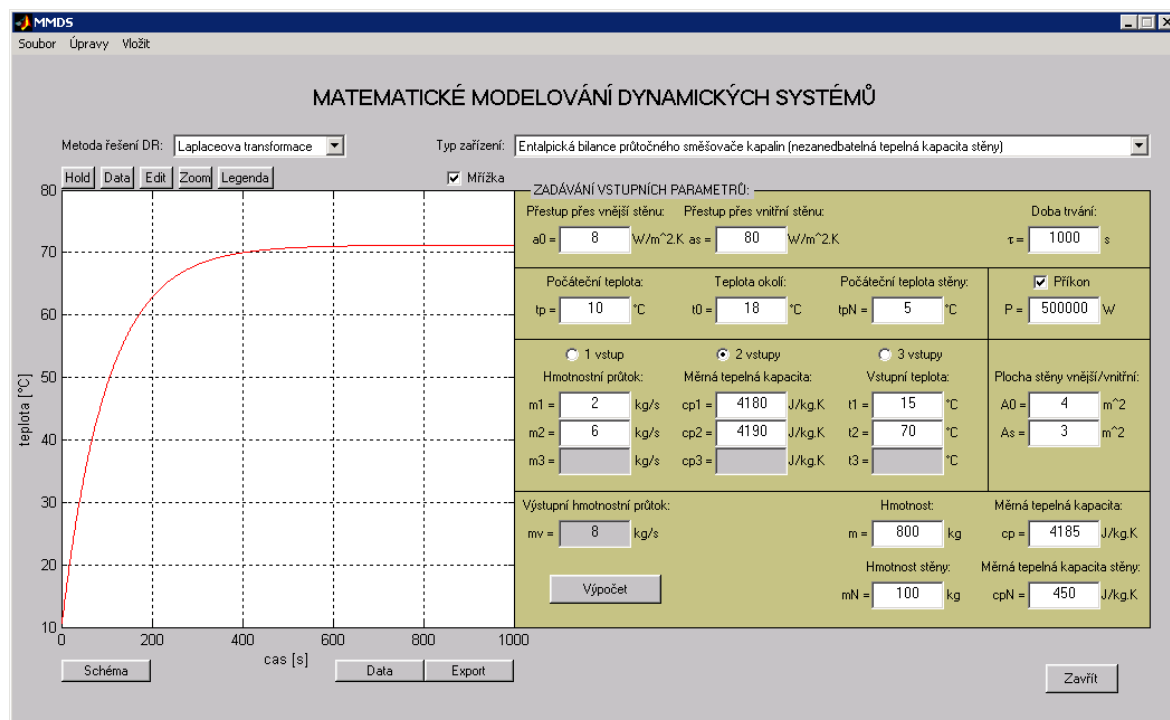 MMDS
Soubor Úpravy Vložit
MATEMATICKÉ MODELOVÁNÍ DYNAMICKÝCH SYSTÉMŮ
Metoda řešení DR: Laplaceova transformace Typ zařízení: Entalpická bilance průtočného směšovače kapalin (nezanedbatelná tepelná kapacita stěny)
Hold Data Edit Zoom Legenda Mřížka
80
70
60
50
40
30
20
10
teplota [°C]
0 200 400 600 800 1000
cas [s]
Schéma Data Export
ZADÁVÁNÍ VSTUPNÍCH PARAMETRŮ:
Přestup přes vnější stěnu: Přestup přes vnitřní stěnu: Doba trvání:
a0 = 8 W/m^2.K as = 80 W/m^2.K τ = 1000 s
Počáteční teplota: Teplota okolí: Počáteční teplota stěny: Příkon
tp = 10 °C t0 = 18 °C tpN = 5 °C P = 500000 W
1 vstup 2 vstupy 3 vstupy
Hmotnostní průtok: Měrná tepelná kapacita: Vstupní teplota: Plocha stěny vnější/vnitřní:
m1 = 2 kg/s cp1 = 4180 J/kg.K t1 = 15 °C A0 = 4 m^2
m2 = 6 kg/s cp2 = 4190 J/kg.K t2 = 70 °C As = 3 m^2
m3 = kg/s cp3 = J/kg.K t3 = °C
Výstupní hmotnostní průtok: Hmotnost: Měrná tepelná kapacita:
mv = 8 kg/s m = 800 kg cp = 4185 J/kg.K
Hmotnost stěny: Měrná tepelná kapacita stěny:
Výpočet mN = 100 kg cpN = 450 J/kg.K
Zavřít